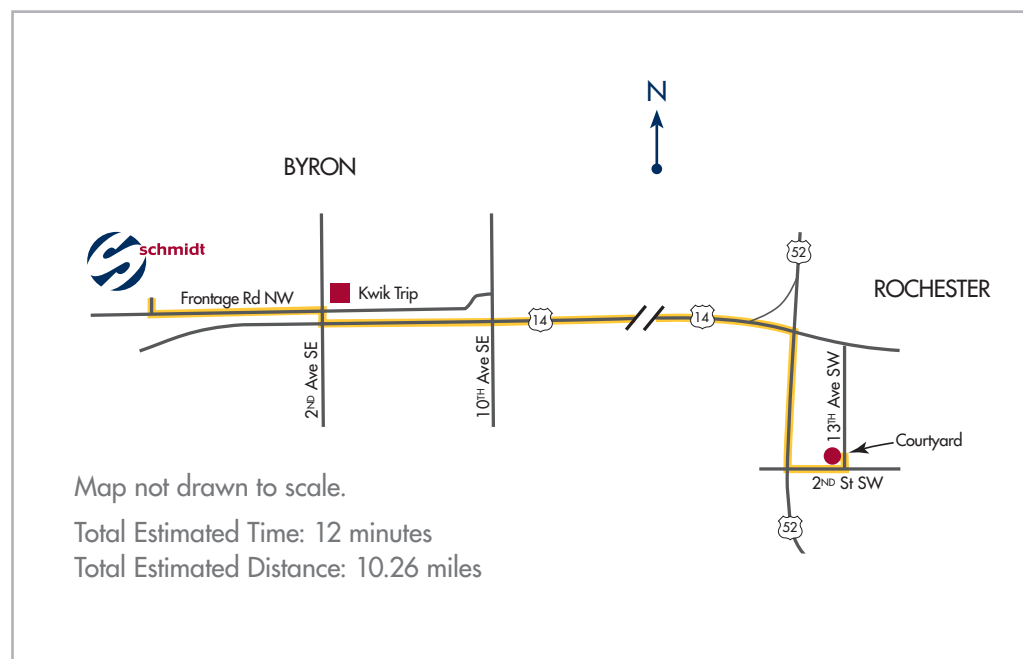 N
BYRON
52
schmidt
ROCHESTER
Frontage Rd NW
Kwik Trip
14
14
2ND Ave SE
10TH Ave SE
13TH Ave SW
Courtyard
2ND St SW
52
Map not drawn to scale.
Total Estimated Time: 12 minutes
Total Estimated Distance: 10.26 miles